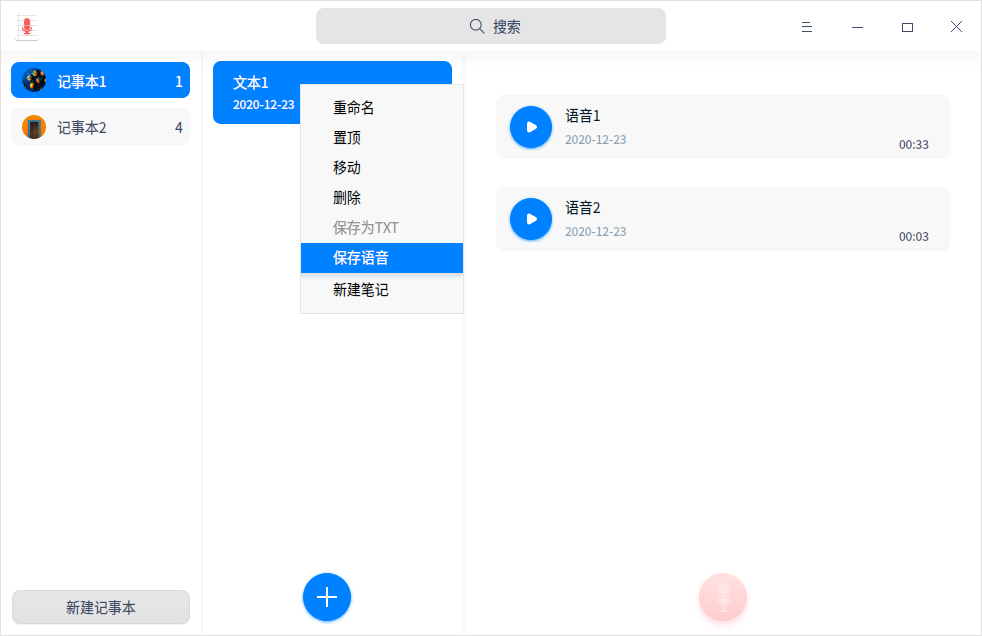 搜索
记事本1 1
记事本2 4
新建记事本
文本1
2020-12-23
重命名
置顶
移动
删除
保存为TXT
保存语音
新建笔记
语音1
2020-12-23
00:33
语音2
2020-12-23
00:03